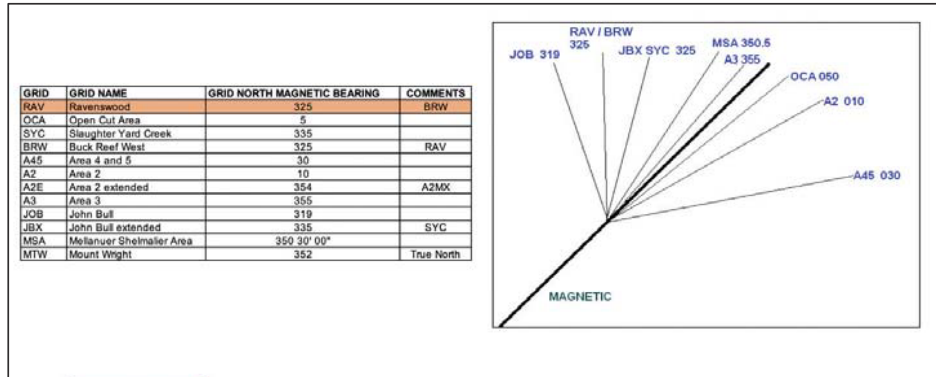 GRID GRID NAME GRID NORTH MAGNETIC BEARING COMMENTS
RAV Ravenswood 325 BRW
OCA Open Cut Area 5
SYC Slaughter Yard Creek 335
BRW Buck Reef West 325 RAV
A45 Area 4 and 5 30
A2 Area 2 10
A2E Area 2 extended 354 A2MX
A3 Area 3 355
JOB John Bull 319
JBX John Bull extended 335 SYC
MSA Mellanuer Shelmalier Area 350 30' 00"
MTW Mount Wright 352 True North
JOB 319
RAV / BRW
325
JBX SYC 325
MSA 350.5
A3 355
OCA 050
A2 010
A45 030
MAGNETIC